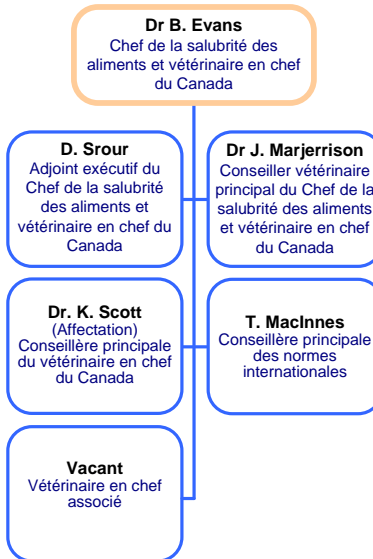 Dr B. Evans
Chef de la salubrité des
aliments et vétérinaire en chef
du Canada
D. Srour
Adjoint exécutif du
Chef de la salubrité
des aliments et
vétérinaire en chef du
Canada
Dr J. Marjerrison
Conseiller vétérinaire
principal du Chef de la
salubrité des aliments
et vétérinaire en chef
du Canada
Dr. K. Scott
(Affectation)
Conseillère principale
du vétérinaire en chef
du Canada
T. MacInnes
Conseillère principale
des normes
internationales
Vacant
Vétérinaire en chef
associé